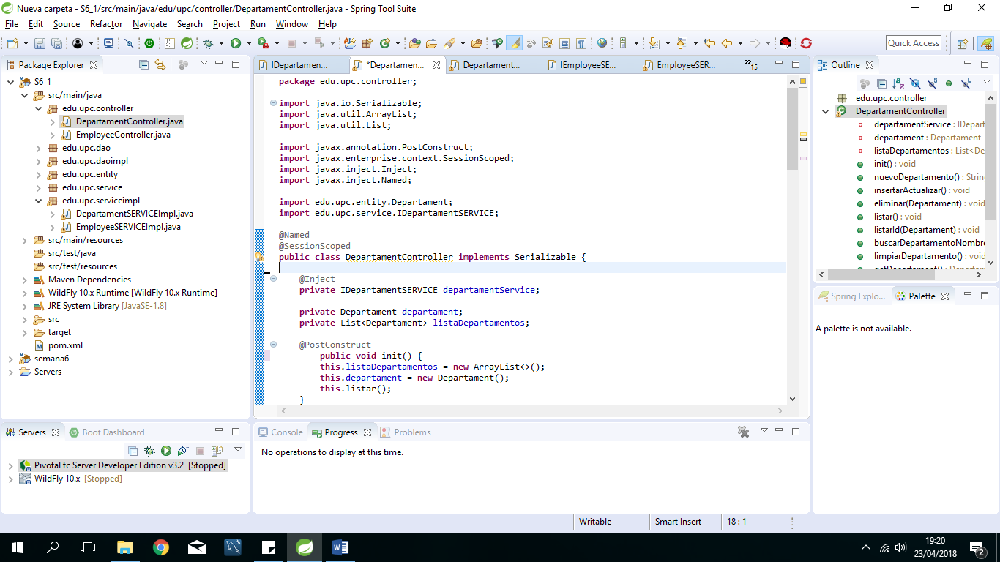 Nueva carpeta - S6_1/src/main/java/edu/upc/controller/DepartamentController.java - Spring Tool Suite
File Edit Source Refactor Navigate Search Project Run Window Help
Quick Access
Package Explorer
S6_1
src/main/java
edu.upc.controller
DepartamentController.java
EmployeeController.java
edu.upc.dao
edu.upc.daoimpl
edu.upc.entity
edu.upc.service
edu.upc.serviceimpl
DepartamentSERVICEImpl.java
EmployeeSERVICEImpl.java
src/main/resources
src/test/java
src/test/resources
Maven Dependencies
WildFly 10.x Runtime [WildFly 10.x Runtime]
JRE System Library [JavaSE-1.8]
src
target
pom.xml
semana6
Servers
IDepartamen... *Departamen... Departament... IEmployeeSE... EmployeeSER... »15
package edu.upc.controller;
import java.io.Serializable;
import java.util.ArrayList;
import java.util.List;
import javax.annotation.PostConstruct;
import javax.enterprise.context.SessionScoped;
import javax.inject.Inject;
import javax.inject.Named;
import edu.upc.entity.Departament;
import edu.upc.service.IDepartamentSERVICE;
@Named
@SessionScoped
public class DepartamentController implements Serializable {
@Inject
private IDepartamentSERVICE departamentService;
private Departament departament;
private List<Departament> listaDepartamentos;
@PostConstruct
public void init() {
this.listaDepartamentos = new ArrayList<>();
this.departament = new Departament();
this.listar();
}
Outline
edu.upc.controller
DepartamentController
departamentService : IDepart
departament : Departament
listaDepartamentos : List<De
init() : void
nuevoDepartamento() : Strin
insertarActualizar() : void
eliminar(Departament) : void
listar() : void
listarId(Departament) : void
buscarDepartamentoNombre
limpiarDepartmento() : void
Spring Explo... Palette
A palette is not available.
Servers Boot Dashboard
Pivotal tc Server Developer Edition v3.2 [Stopped]
WildFly 10.x [Stopped]
Console Progress Problems
No operations to display at this time.
Writable Smart Insert 18 : 1
19:20
23/04/2018
2